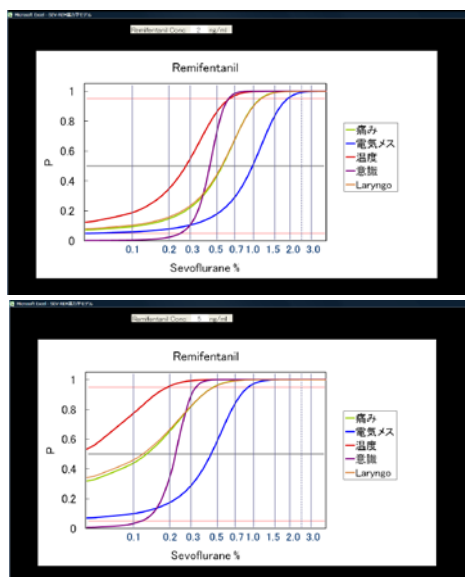 Microsoft Excel - SEV-REM
Remifentanil Conc 2 ng/ml
Remifentanil
1
0.8
0.6
0.4
0.2
0
P
0.1 0.2 0.3 0.5 0.7 1.0 1.5 2.0 3.0
Sevoflurane %
痛み
電気メス
温度
意識
Laryngo
Microsoft Excel - SEV-REM
Remifentanil Conc 5 ng/ml
Remifentanil
1
0.8
0.6
0.4
0.2
0
P
0.1 0.2 0.3 0.5 0.7 1.0 1.5 2.0 3.0
Sevoflurane %
痛み
電気メス
温度
意識
Laryngo